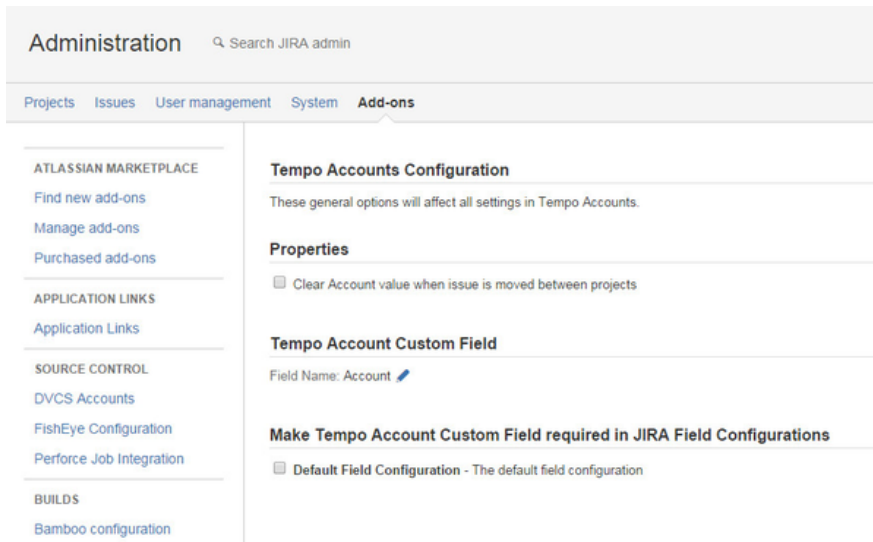 Administration Search JIRA admin
Projects Issues User management System Add-ons
ATLASSIAN MARKETPLACE
Find new add-ons
Manage add-ons
Purchased add-ons
APPLICATION LINKS
Application Links
SOURCE CONTROL
DVCS Accounts
FishEye Configuration
Perforce Job Integration
BUILDS
Bamboo configuration
Tempo Accounts Configuration
These general options will affect all settings in Tempo Accounts.
Properties
Clear Account value when issue is moved between projects
Tempo Account Custom Field
Field Name: Account
Make Tempo Account Custom Field required in JIRA Field Configurations
Default Field Configuration - The default field configuration